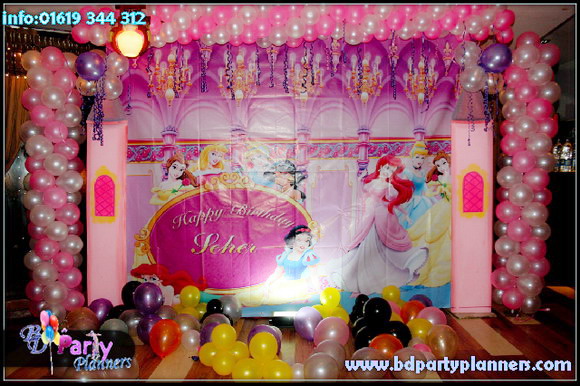 info:01619 344 312
Happy Birthday
Seher
BD Party
Planners
www.bdpartyplanners.com